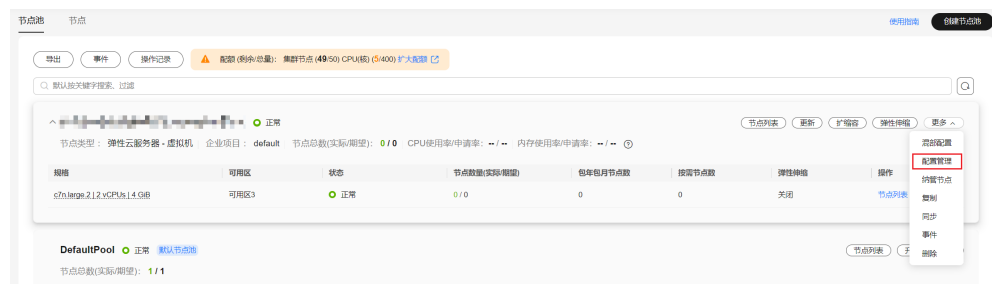 节点池 节点 使用指南 创建节点池
导出 事件 操作记录 配额 (剩余/总量): 集群节点 (49/50) CPU(核) (5/400) 扩大配额
默认按关键字搜索、过滤
正常 节点列表 更新 扩缩容 弹性伸缩 更多
节点类型： 弹性云服务器 - 虚拟机 企业项目： default 节点总数(实际/期望)： 0 / 0 CPU使用率/申请率： -- / -- 内存使用率/申请率： -- / --
混部配置
配置管理
规格 可用区 状态 节点数量(实际/期望) 包年包月节点数 按需节点数 弹性伸缩 操作
纳管节点
c7n.large.2 | 2 vCPUs | 4 GiB 可用区3 正常 0 / 0 0 0 关闭 节点列表
复制
同步
事件
删除
DefaultPool 正常 默认节点池 节点列表
节点总数(实际/期望)： 1 / 1